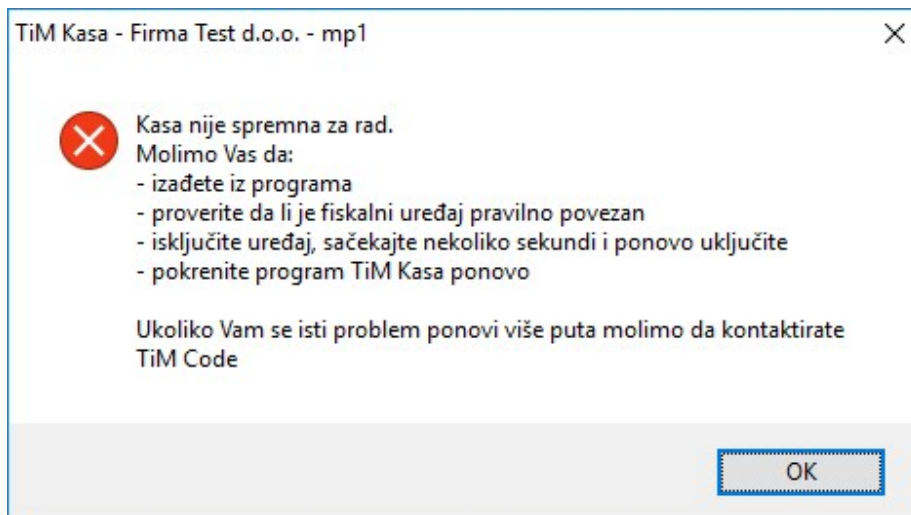 TiM Kasa - Firma Test d.o.o. - mp1
Kasa nije spremna za rad.
Molimo Vas da:
- izađete iz programa
- proverite da li je fiskalni uređaj pravilno povezan
- isključite uređaj, sačekajte nekoliko sekundi i ponovo uključite
- pokrenite program TiM Kasa ponovo
Ukoliko Vam se isti problem ponovi više puta molimo da kontaktirate
TiM Code
OK